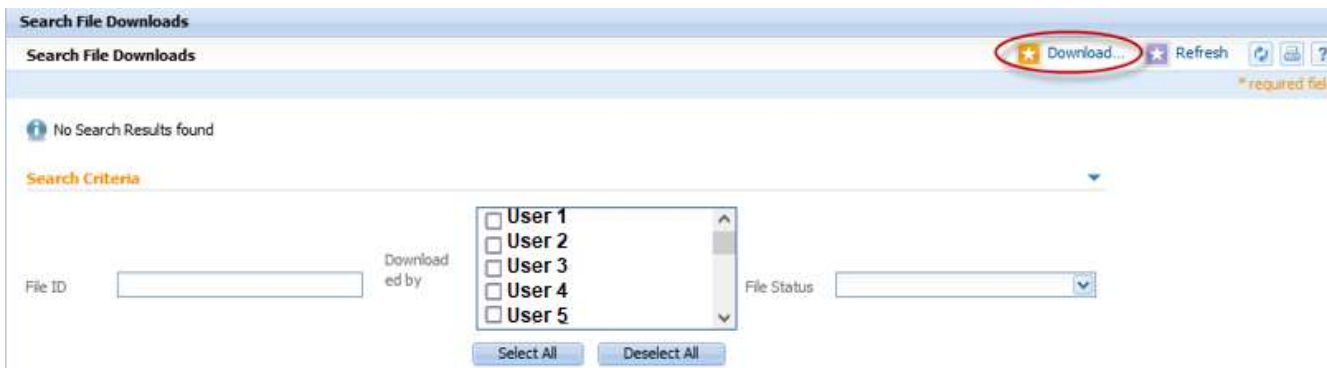 Search File Downloads
Search File Downloads
Download... Refresh ?
* required fiel
No Search Results found
Search Criteria
File ID
Download
ed by
User 1
User 2
User 3
User 4
User 5
File Status
Select All Deselect All